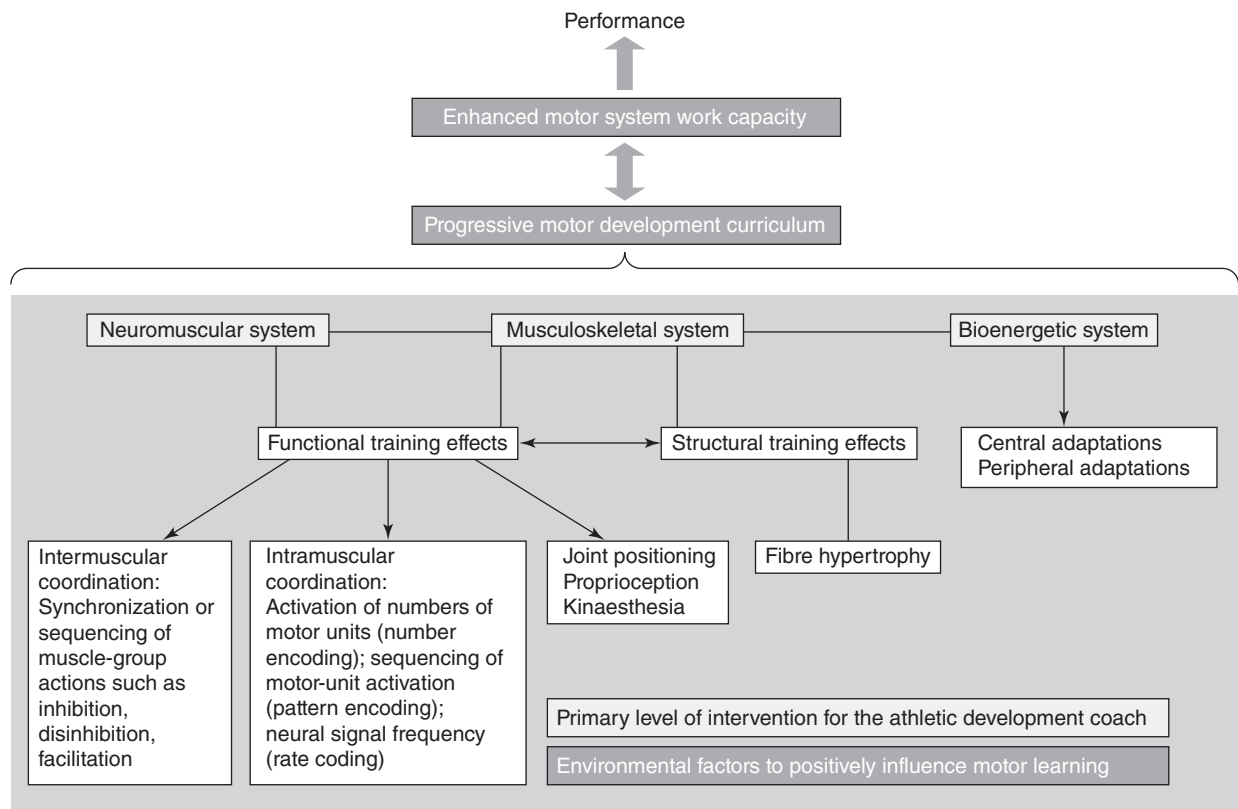 Performance
Enhanced motor system work capacity
Progressive motor development curriculum
Neuromuscular system
Musculoskeletal system
Bioenergetic system
Functional training effects
Structural training effects
Central adaptations
Peripheral adaptations
Intermuscular
coordination:
Synchronization or
sequencing of
muscle-group
actions such as
inhibition,
disinhibition,
facilitation
Intramuscular
coordination:
Activation of numbers of
motor units (number
encoding); sequencing of
motor-unit activation
(pattern encoding);
neural signal frequency
(rate coding)
Joint positioning
Proprioception
Kinaesthesia
Fibre hypertrophy
Primary level of intervention for the athletic development coach
Environmental factors to positively influence motor learning